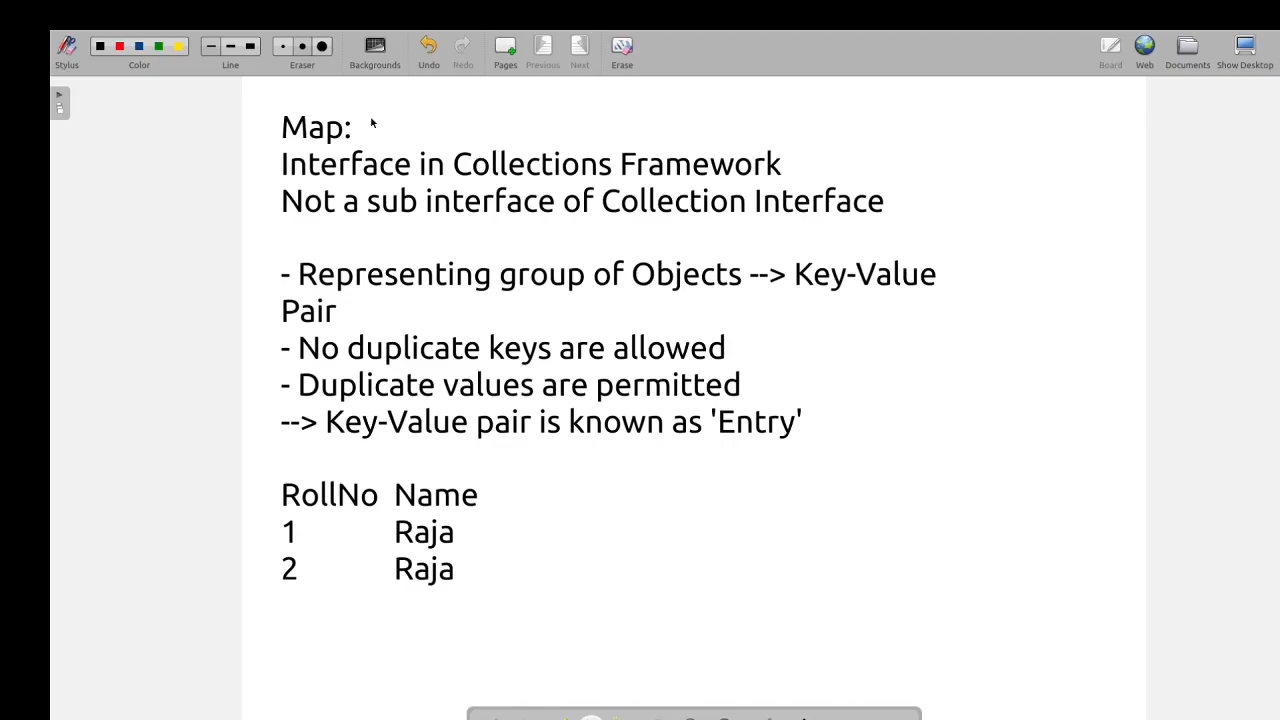 Stylus Color Line Eraser Backgrounds Undo Redo Pages Previous Next Erase Board Web Documents Show Desktop
Map:
Interface in Collections Framework
Not a sub interface of Collection Interface
- Representing group of Objects --> Key-Value
Pair
- No duplicate keys are allowed
- Duplicate values are permitted
--> Key-Value pair is known as 'Entry'
RollNo Name
1 Raja
2 Raja